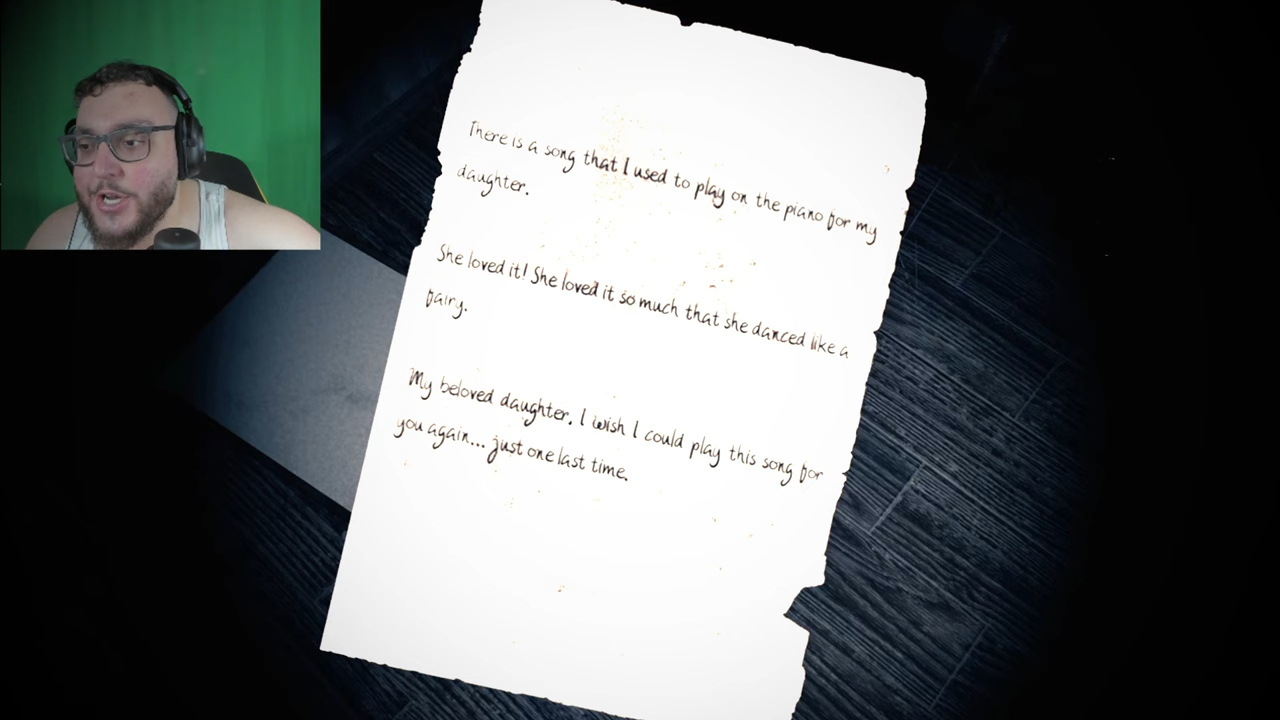 There is a song that I used to play on the piano for my
daughter.
She loved it! She loved it so much that she danced like a
fairy.
My beloved daughter. I wish I could play this song for
you again... just one last time.